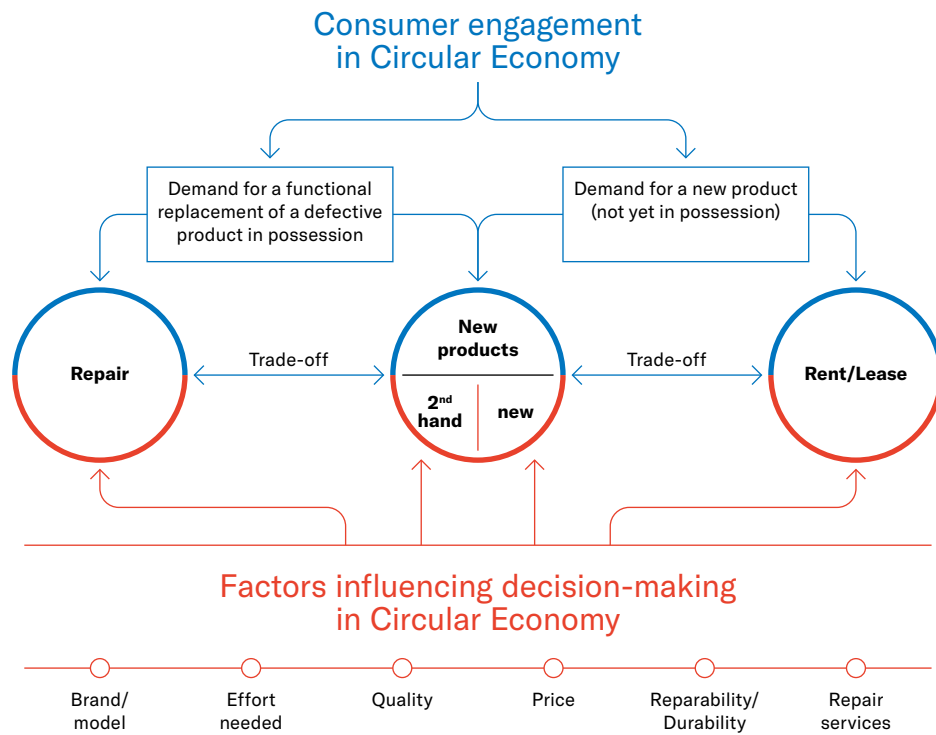 Consumer engagement
in Circular Economy
Demand for a functional
replacement of a defective
product in possession
Demand for a new product
(not yet in possession)
Repair
Trade-off
New
products
2nd
hand
new
Trade-off
Rent/Lease
Factors influencing decision-making
in Circular Economy
Brand/
model
Effort
needed
Quality
Price
Reparability/
Durability
Repair
services